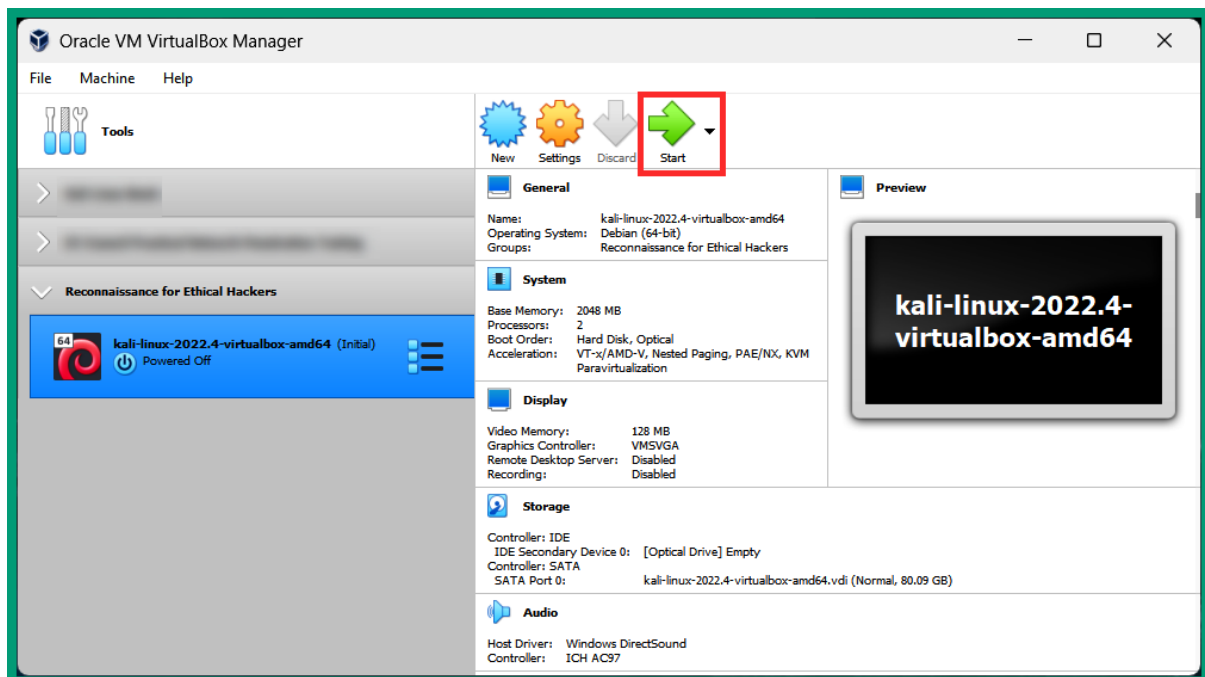 Oracle VM VirtualBox Manager
File Machine Help
Tools
New Settings Discard Start
General
Name: kali-linux-2022.4-virtualbox-amd64
Operating System: Debian (64-bit)
Groups: Reconnaissance for Ethical Hackers
Preview
kali-linux-2022.4-
virtualbox-amd64
Reconnaissance for Ethical Hackers
64
kali-linux-2022.4-virtualbox-amd64 (Initial)
Powered Off
System
Base Memory: 2048 MB
Processors: 2
Boot Order: Hard Disk, Optical
Acceleration: VT-x/AMD-V, Nested Paging, PAE/NX, KVM
Paravirtualization
Display
Video Memory: 128 MB
Graphics Controller: VMSVGA
Remote Desktop Server: Disabled
Recording: Disabled
Storage
Controller: IDE
IDE Secondary Device 0: [Optical Drive] Empty
Controller: SATA
SATA Port 0: kali-linux-2022.4-virtualbox-amd64.vdi (Normal, 80.09 GB)
Audio
Host Driver: Windows DirectSound
Controller: ICH AC97